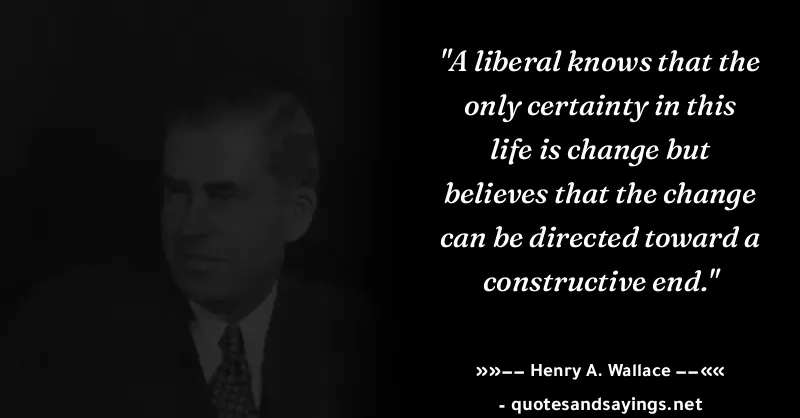 "A liberal knows that the
only certainty in this
life is change but
believes that the change
can be directed toward a
constructive end."
»»–– Henry A. Wallace ––««
- quotesandsayings.net